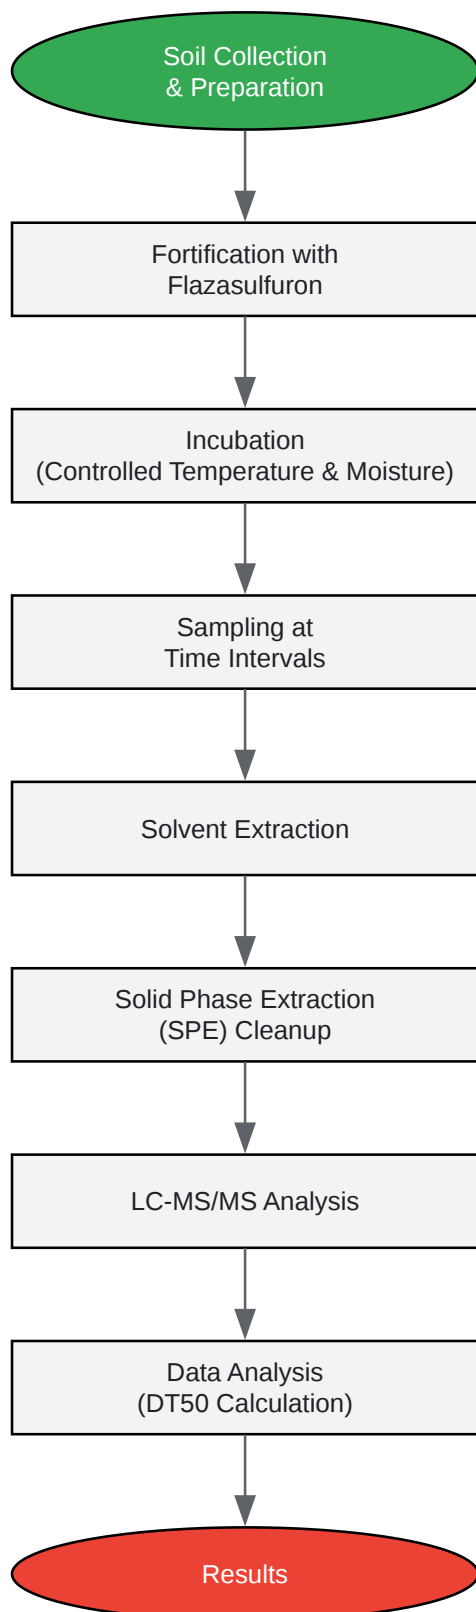 Soil Collection
& Preparation
Fortification with
Flazasulfuron
Incubation
(Controlled Temperature & Moisture)
Sampling at
Time Intervals
Solvent Extraction
Solid Phase Extraction
(SPE) Cleanup
LC-MS/MS Analysis
Data Analysis
(DT50 Calculation)
Results